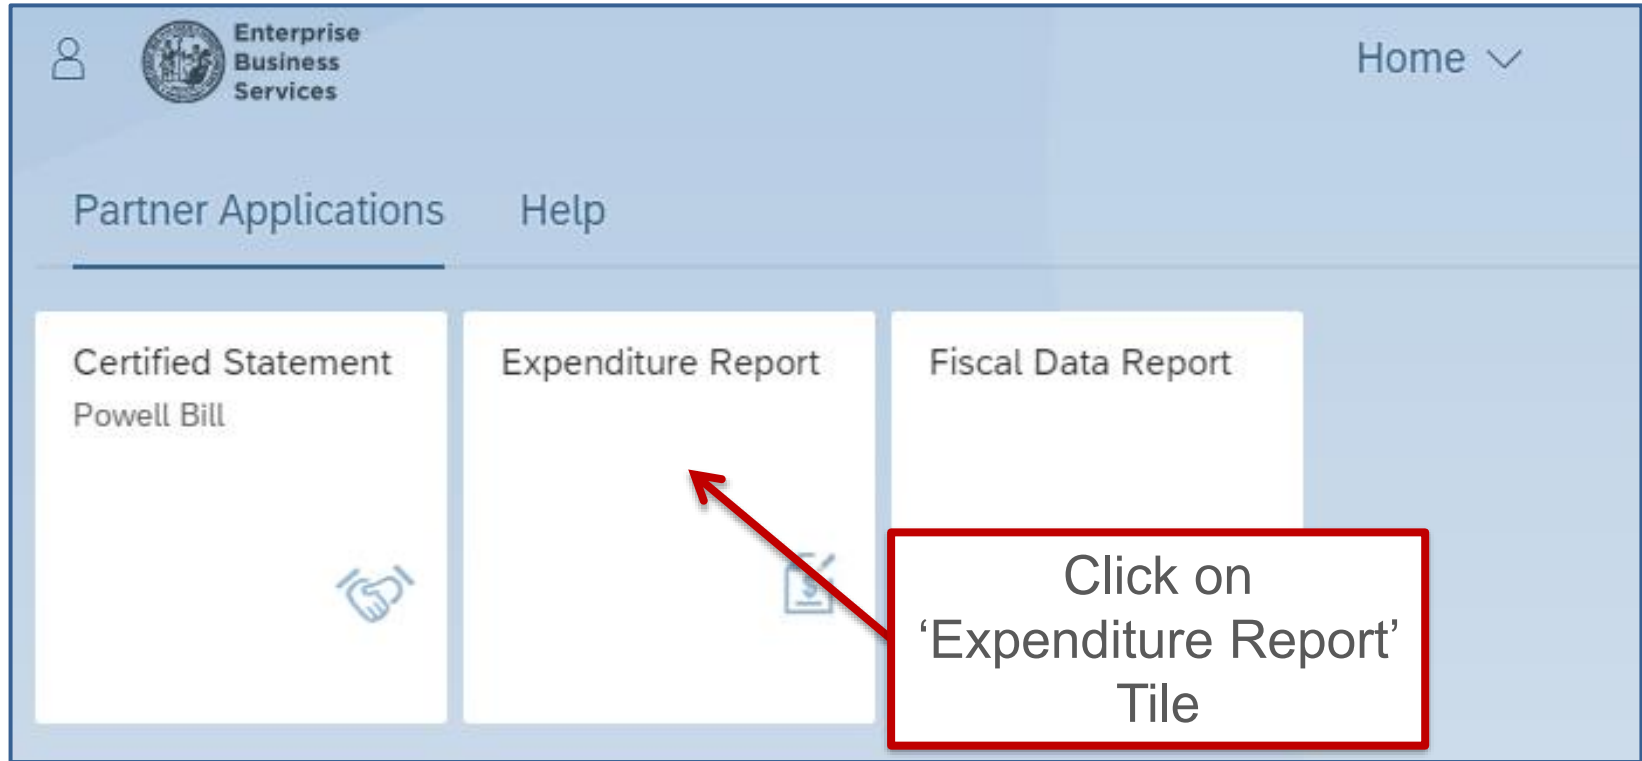 Enterprise
Business
Services
Home
Partner Applications
Help
Certified Statement
Powell Bill
Expenditure Report
Fiscal Data Report
Click on
‘Expenditure Report’
Tile